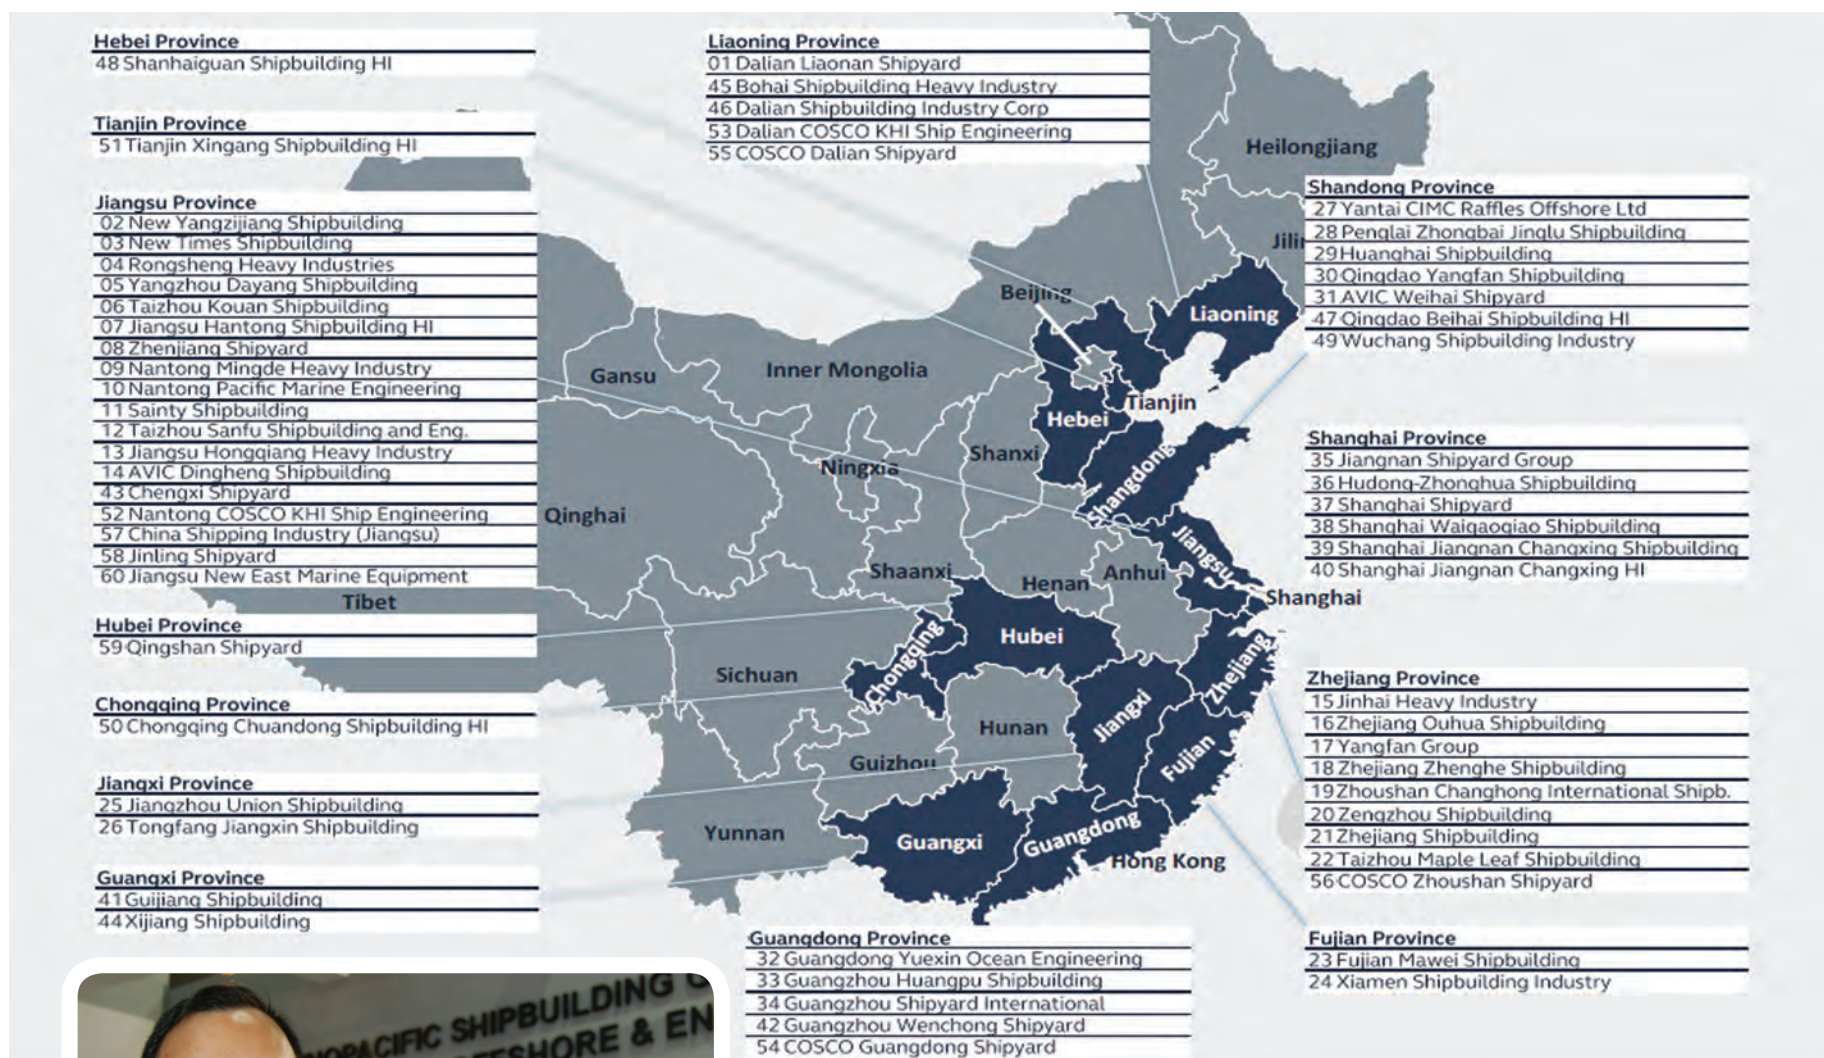 Hebei Province
48 Shanhaiguan Shipbuilding HI
Tianjin Province
51 Tianjin Xingang Shipbuilding HI
Jiangsu Province
02 New Yangzijiang Shipbuilding
03 New Times Shipbuilding
04 Rongsheng Heavy Industries
05 Yangzhou Dayang Shipbuilding
06 Taizhou Kouan Shipbuilding
07 Jiangsu Hantong Shipbuilding HI
08 Zhenjiang Shipyard
09 Nantong Mingde Heavy Industry
10 Nantong Pacific Marine Engineering
11 Sainty Shipbuilding
12 Taizhou Sanfu Shipbuilding and Eng.
13 Jiangsu Hongqiang Heavy Industry
14 AVIC Dingheng Shipbuilding
43 Chengxi Shipyard
52 Nantong COSCO KHI Ship Engineering
57 China Shipping Industry (Jiangsu)
58 Jinling Shipyard
60 Jiangsu New East Marine Equipment
Hubei Province
59 Qingshan Shipyard
Chongqing Province
50 Chongqing Chuandong Shipbuilding HI
Jiangxi Province
25 Jiangzhou Union Shipbuilding
26 Tongfang Jiangxin Shipbuilding
Guangxi Province
41 Guijiang Shipbuilding
44 Xijiang Shipbuilding
Liaoning Province
01 Dalian Liaonan Shipyard
45 Bohai Shipbuilding Heavy Industry
46 Dalian Shipbuilding Industry Corp
53 Dalian COSCO KHI Ship Engineering
55 COSCO Dalian Shipyard
Heilongjiang
Jilin
Beijing
Liaoning
Gansu
Inner Mongolia
Tianjin
Hebei
Shanxi
Ningxia
Shangdong
Qinghai
Jiangsu
Shaanxi
Henan
Anhui
Shanghai
Tibet
Hubei
Chongqing
Zhejiang
Sichuan
Jiangxi
Hunan
Fujian
Guizhou
Yunnan
Guangxi
Guangdong
Hong Kong
Shandong Province
27 Yantai CIMC Raffles Offshore Ltd
28 Penglai Zhongbai Jinglu Shipbuilding
29 Huanghai Shipbuilding
30 Qingdao Yangfan Shipbuilding
31 AVIC Weihai Shipyard
47 Qingdao Beihai Shipbuilding HI
49 Wuchang Shipbuilding Industry
Shanghai Province
35 Jiangnan Shipyard Group
36 Hudong-Zhonghua Shipbuilding
37 Shanghai Shipyard
38 Shanghai Waigaoqiao Shipbuilding
39 Shanghai Jiangnan Changxing Shipbuilding
40 Shanghai Jiangnan Changxing HI
Zhejiang Province
15 Jinhai Heavy Industry
16 Zhejiang Ouhua Shipbuilding
17 Yangfan Group
18 Zhejiang Zhenghe Shipbuilding
19 Zhoushan Changhong International Shipb.
20 Zengzhou Shipbuilding
21 Zhejiang Shipbuilding
22 Taizhou Maple Leaf Shipbuilding
56 COSCO Zhoushan Shipyard
Fujian Province
23 Fujian Mawei Shipbuilding
24 Xiamen Shipbuilding Industry
Guangdong Province
32 Guangdong Yuexin Ocean Engineering
33 Guangzhou Huangpu Shipbuilding
34 Guangzhou Shipyard International
42 Guangzhou Wenchong Shipyard
54 COSCO Guangdong Shipyard
NOPACIFIC SHIPBUILDING
FSHORE & EN